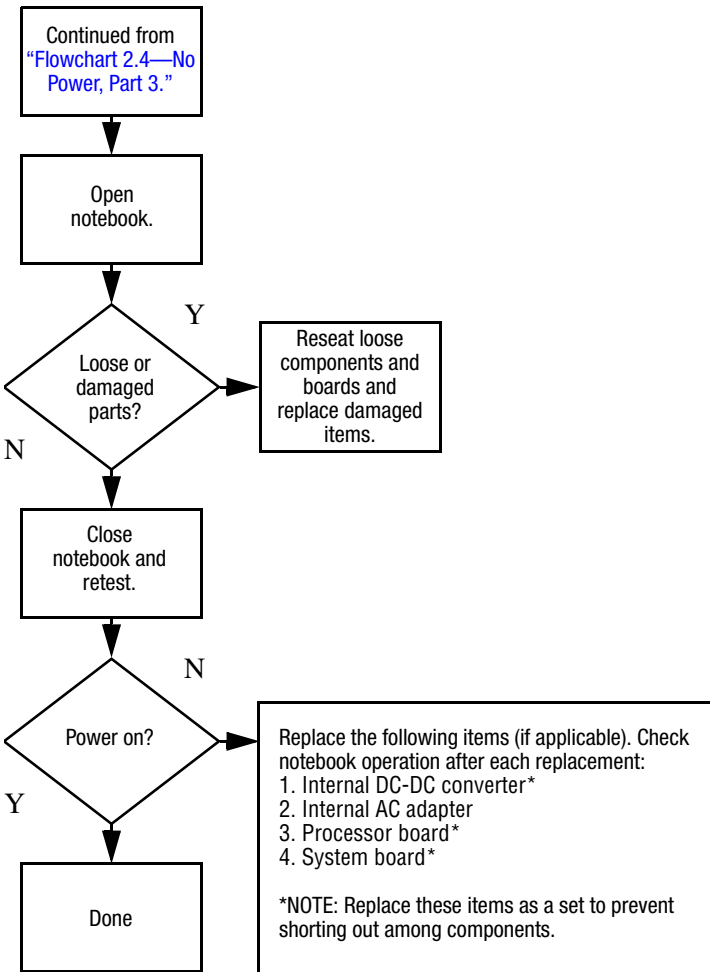 Continued from
“Flowchart 2.4—No
Power, Part 3.”
Open
notebook.
Y
Loose or
damaged
parts?
N
Reseat loose
components and
boards and
replace damaged
items.
Close
notebook and
retest.
N
Power on?
Y
Replace the following items (if applicable). Check
notebook operation after each replacement:
1. Internal DC-DC converter*
2. Internal AC adapter
3. Processor board*
4. System board*
*NOTE: Replace these items as a set to prevent
shorting out among components.
Done